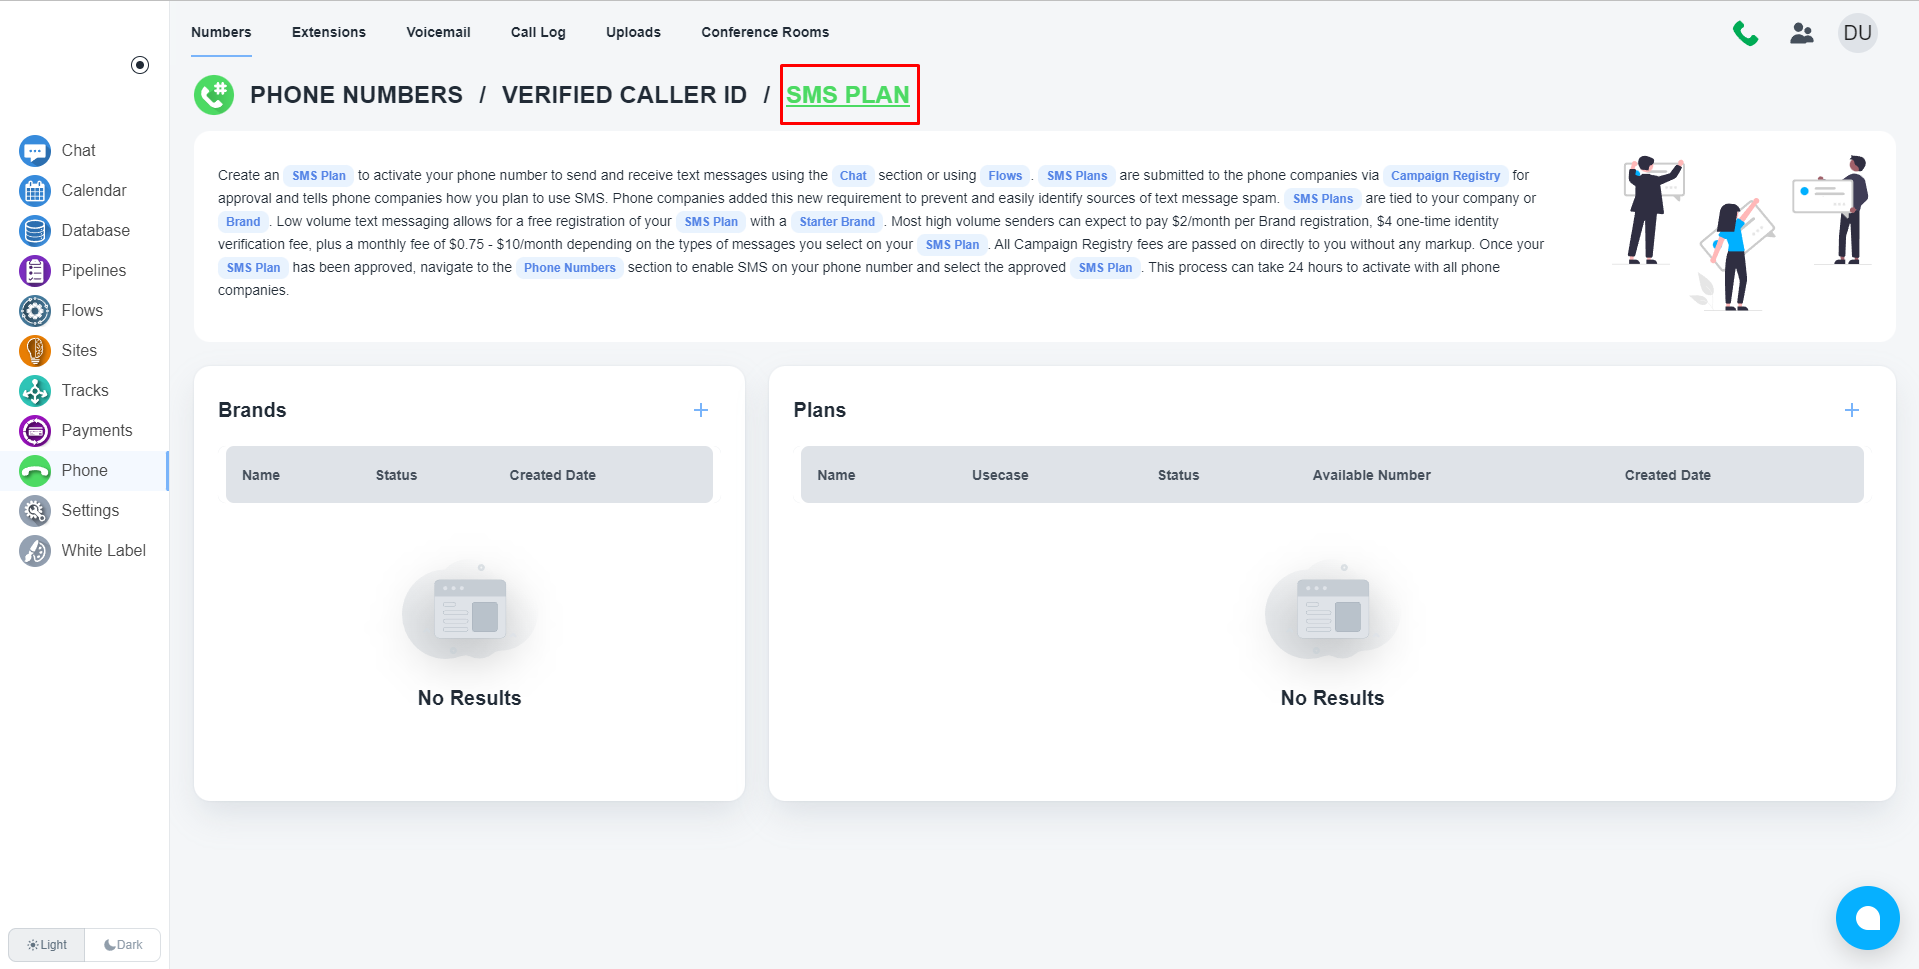 Numbers Extensions Voicemail Call Log Uploads Conference Rooms DU
PHONE NUMBERS / VERIFIED CALLER ID / SMS PLAN
Chat
Calendar
Database
Pipelines
Flows
Sites
Tracks
Payments
Phone
Settings
White Label
Light Dark
Create an SMS Plan to activate your phone number to send and receive text messages using the Chat section or using Flows . SMS Plans are submitted to the phone companies via Campaign Registry for
approval and tells phone companies how you plan to use SMS. Phone companies added this new requirement to prevent and easily identify sources of text message spam. SMS Plans are tied to your company or
Brand . Low volume text messaging allows for a free registration of your SMS Plan with a Starter Brand . Most high volume senders can expect to pay $2/month per Brand registration, $4 one-time identity
verification fee, plus a monthly fee of $0.75 - $10/month depending on the types of messages you select on your SMS Plan . All Campaign Registry fees are passed on directly to you without any markup. Once your
SMS Plan has been approved, navigate to the Phone Numbers section to enable SMS on your phone number and select the approved SMS Plan . This process can take 24 hours to activate with all phone
companies.
Brands
Name Status Created Date
No Results
Plans
Name Usecase Status Available Number Created Date
No Results